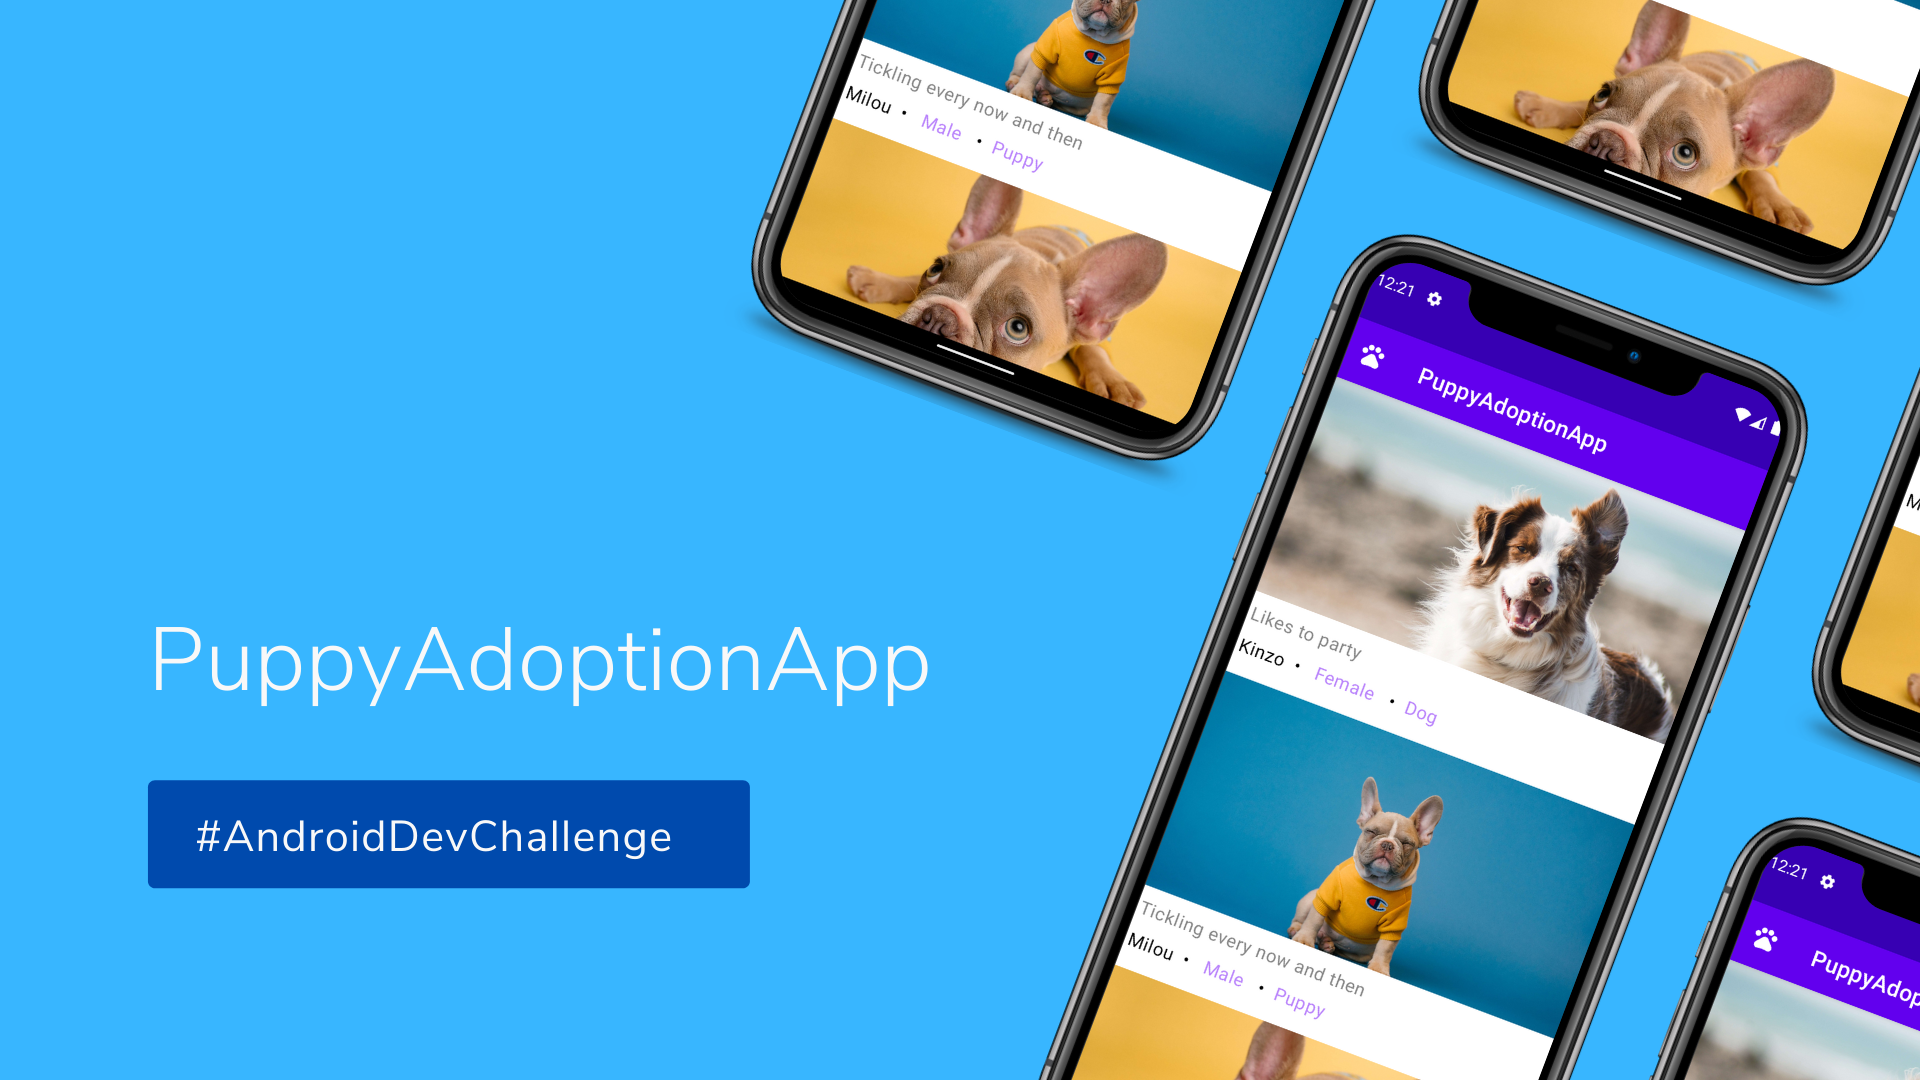 Tickling every now and then
Milou • Male • Puppy
PuppyAdoptionApp
#AndroidDevChallenge
12:21
PuppyAdoptionApp
Likes to party
Kinzo • Female • Dog
Tickling every now and then
Milou • Male • Puppy
12:21